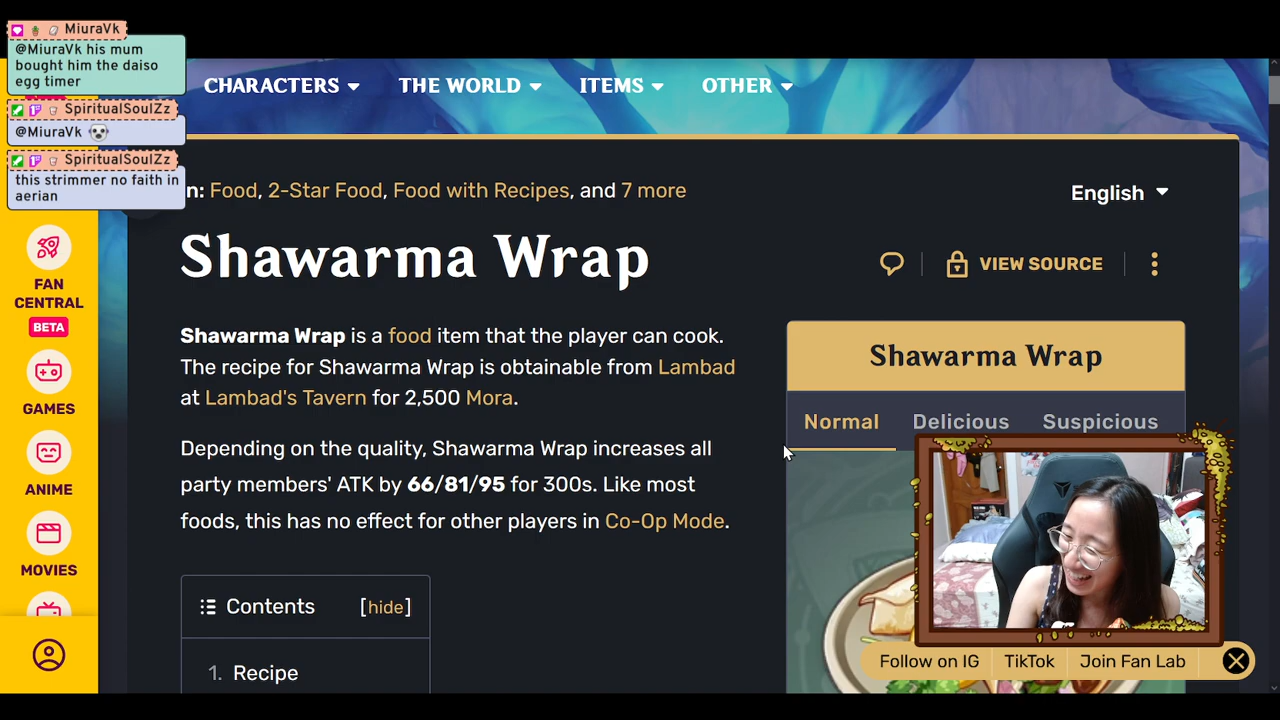 MiuraVk
@MiuraVk his mum
bought him the daiso
egg timer
SpiritualSoulZz
@MiuraVk
SpiritualSoulZz
this strimmer no faith in
aerian
FAN
CENTRAL
BETA
GAMES
ANIME
MOVIES
CHARACTERS THE WORLD ITEMS OTHER
n: Food, 2-Star Food, Food with Recipes, and 7 more
English
Shawarma Wrap
VIEW SOURCE
Shawarma Wrap is a food item that the player can cook.
The recipe for Shawarma Wrap is obtainable from Lambad
at Lambad's Tavern for 2,500 Mora.
Depending on the quality, Shawarma Wrap increases all
party members' ATK by 66/81/95 for 300s. Like most
foods, this has no effect for other players in Co-Op Mode.
Contents [hide]
1. Recipe
Shawarma Wrap
Normal Delicious Suspicious
Follow on IG TikTok Join Fan Lab